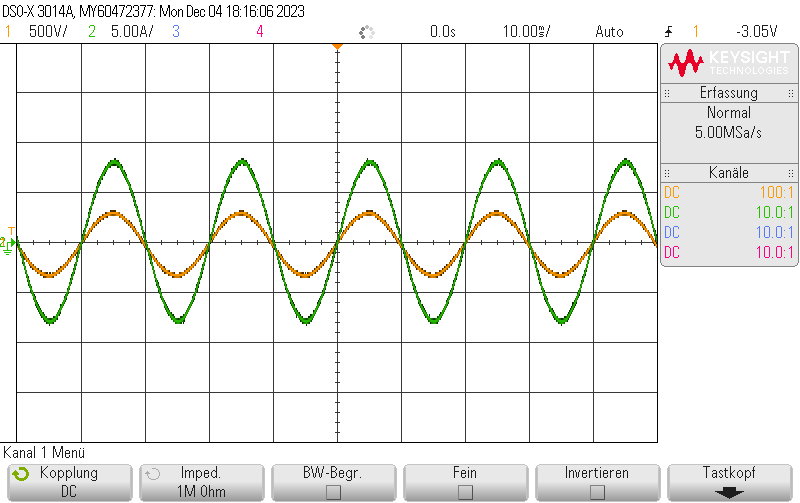 DSO-X 3014A, MY60472377: Mon Dec 04 18:16:06 2023
1 500V/ 2 5.00A/ 3 4 0.0s 10.00ms/ Auto 1 -3.05V
KEYSIGHT
TECHNOLOGIES
Erfassung
Normal
5.00MSa/s
Kanäle
DC 100:1
DC 10.0:1
DC 10.0:1
DC 10.0:1
T
2
Kanal 1 Menü
Kopplung
DC
Imped.
1M Ohm
BW-Begr.
Fein
Invertieren
Tastkopf